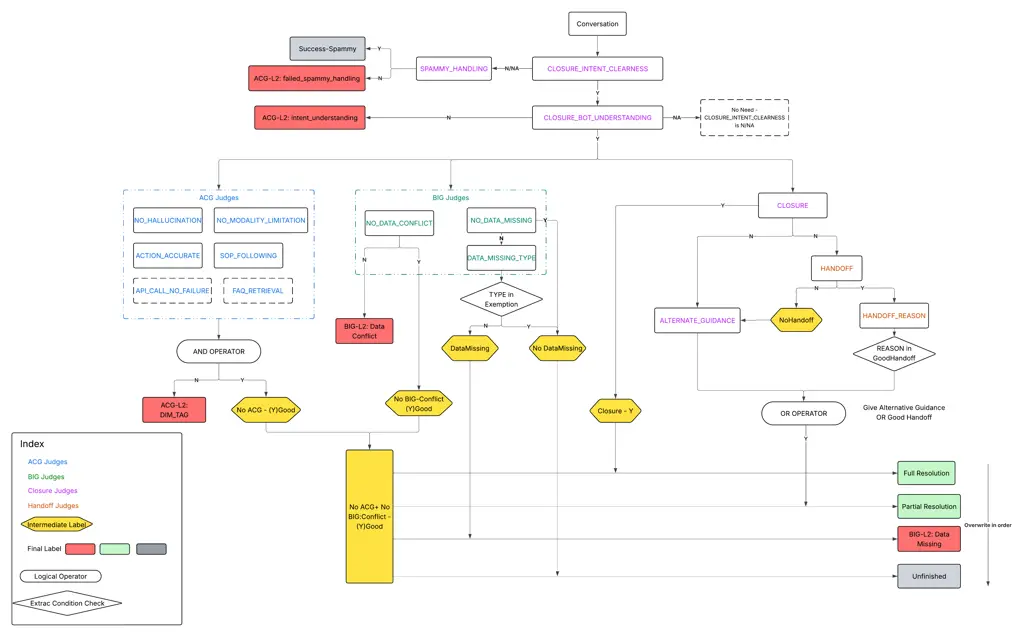 Conversation
Success-Spammy
Y
SPAMMY_HANDLING
N/NA
CLOSURE_INTENT_CLEARNESS
ACG-L2: failed_spammy_handling
N
Y
ACG-L2: intent_understanding
N
CLOSURE_BOT_UNDERSTANDING
NA
No Need -
CLOSURE_INTENT_CLEARNESS
is N/NA
Y
ACG Judges
NO_HALLUCINATION
NO_MODALITY_LIMITATION
ACTION_ACCURATE
SOP_FOLLOWING
API_CALL_NO_FAILURE
FAQ_RETRIEVAL
BIG Judges
NO_DATA_CONFLICT
NO_DATA_MISSING
Y
N
DATA_MISSING_TYPE
N
Y
TYPE in
Exemption
N
Y
BIG-L2: Data
Conflict
DataMissing
No DataMissing
CLOSURE
Y
N
N
HANDOFF
N
Y
ALTERNATE_GUIDANCE
NoHandoff
HANDOFF_REASON
REASON in
GoodHandoff
AND OPERATOR
N
Y
ACG-L2:
DIM_TAG
No ACG - (Y)Good
No BIG-Conflict
(Y)Good
Closure - Y
OR OPERATOR
Give Alternative Guidance
OR Good Handoff
Y
Index
ACG Judges
BIG Judges
Closure Judges
Handoff Judges
Intermediate Label
Final Label
Logical Operator
Extrac Condition Check
No ACG+ No
BIG:Conflict -
(Y)Good
Full Resolution
Partial Resolution
BIG-L2: Data
Missing
Unfinished
Overwrite in order